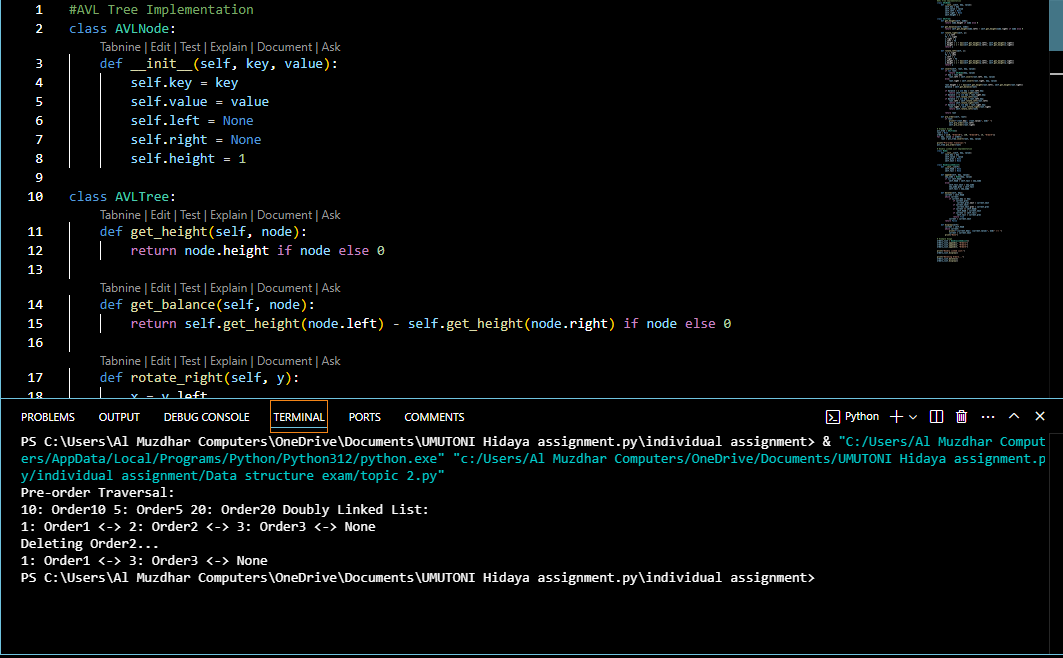 1 #AVL Tree Implementation
2 class AVLNode:
Tabnine | Edit | Test | Explain | Document | Ask
3 def __init__(self, key, value):
4 self.key = key
5 self.value = value
6 self.left = None
7 self.right = None
8 self.height = 1
9
10 class AVLTree:
Tabnine | Edit | Test | Explain | Document | Ask
11 def get_height(self, node):
12 return node.height if node else 0
13
Tabnine | Edit | Test | Explain | Document | Ask
14 def get_balance(self, node):
15 return self.get_height(node.left) - self.get_height(node.right) if node else 0
16
Tabnine | Edit | Test | Explain | Document | Ask
17 def rotate_right(self, y):
18 x = y.left
PROBLEMS OUTPUT DEBUG CONSOLE TERMINAL PORTS COMMENTS Python
PS C:\Users\Al Muzdhar Computers\OneDrive\Documents\UMUTONI Hidaya assignment.py\individual assignment> & "C:/Users/Al Muzdhar Comput
ers/AppData/Local/Programs/Python/Python312/python.exe" "c:/Users/Al Muzdhar Computers/OneDrive/Documents/UMUTONI Hidaya assignment.p
y/individual assignment/Data structure exam/topic 2.py"
Pre-order Traversal:
10: Order10 5: Order5 20: Order20 Doubly Linked List:
1: Order1 <-> 2: Order2 <-> 3: Order3 <-> None
Deleting Order2...
1: Order1 <-> 3: Order3 <-> None
PS C:\Users\Al Muzdhar Computers\OneDrive\Documents\UMUTONI Hidaya assignment.py\individual assignment>